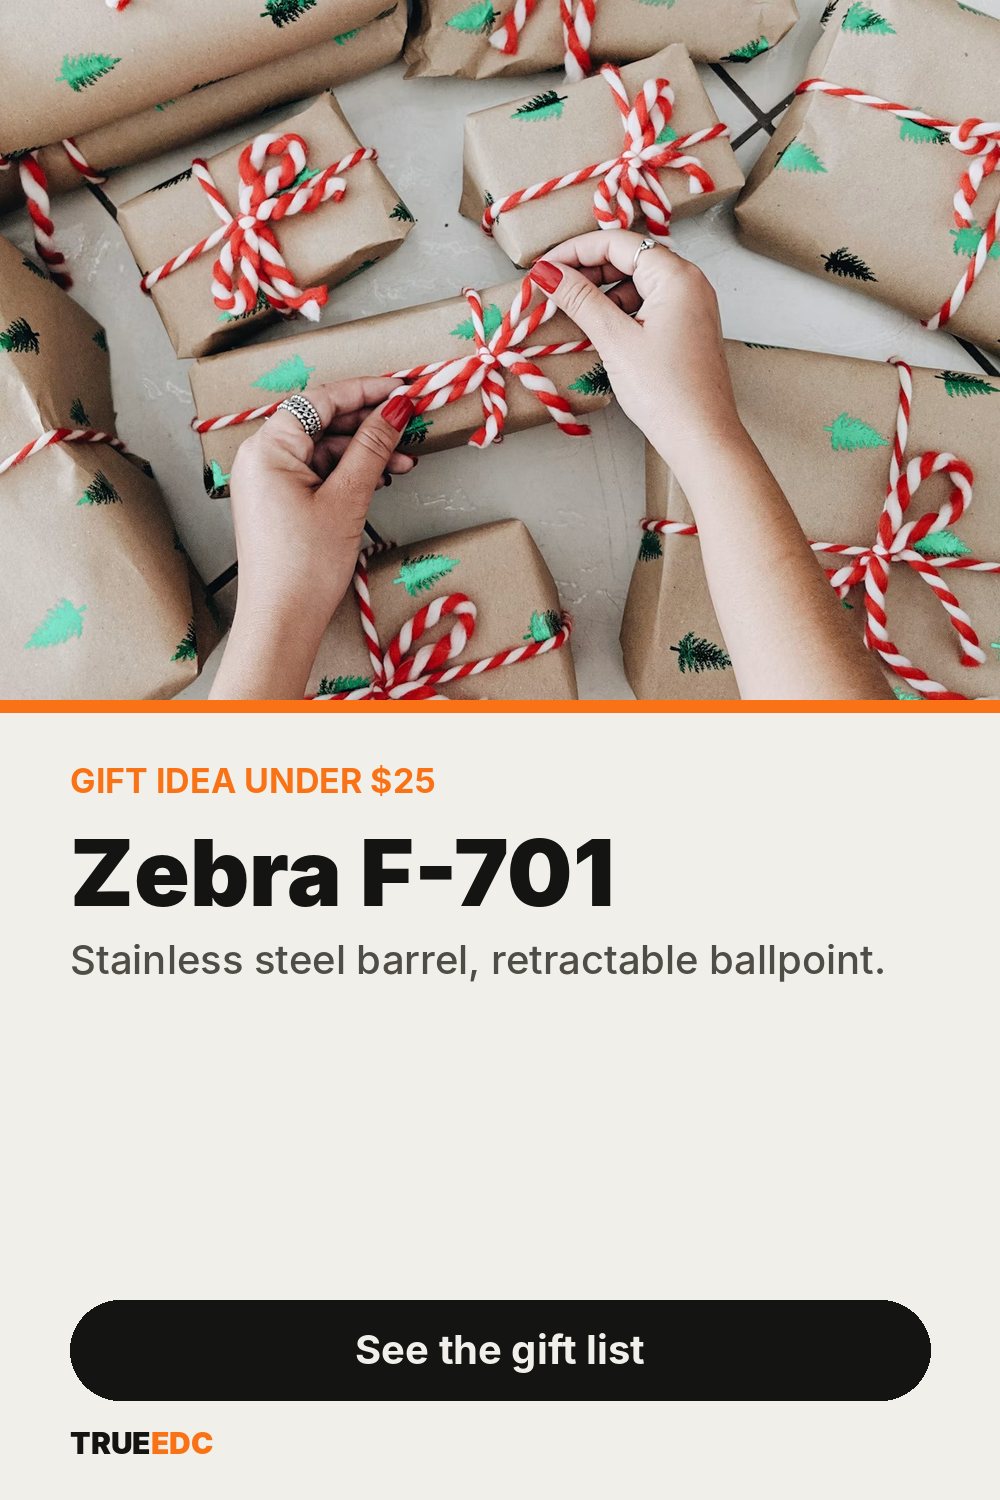 GIFT IDEA UNDER $25
Zebra F-701
Stainless steel barrel, retractable ballpoint.
See the gift list
TRUEEDC